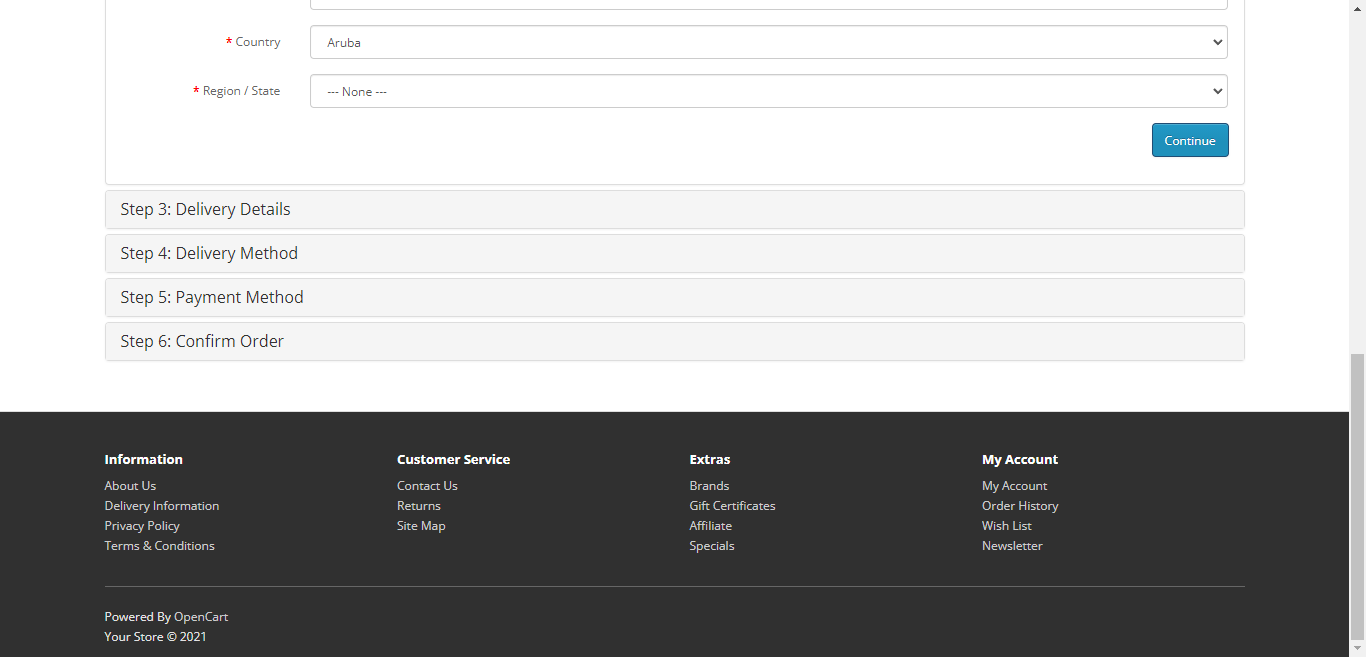 * Country
Aruba
* Region / State
--- None ---
Continue
Step 3: Delivery Details
Step 4: Delivery Method
Step 5: Payment Method
Step 6: Confirm Order
Information
About Us
Delivery Information
Privacy Policy
Terms & Conditions
Customer Service
Contact Us
Returns
Site Map
Extras
Brands
Gift Certificates
Affiliate
Specials
My Account
My Account
Order History
Wish List
Newsletter
Powered By OpenCart
Your Store © 2021